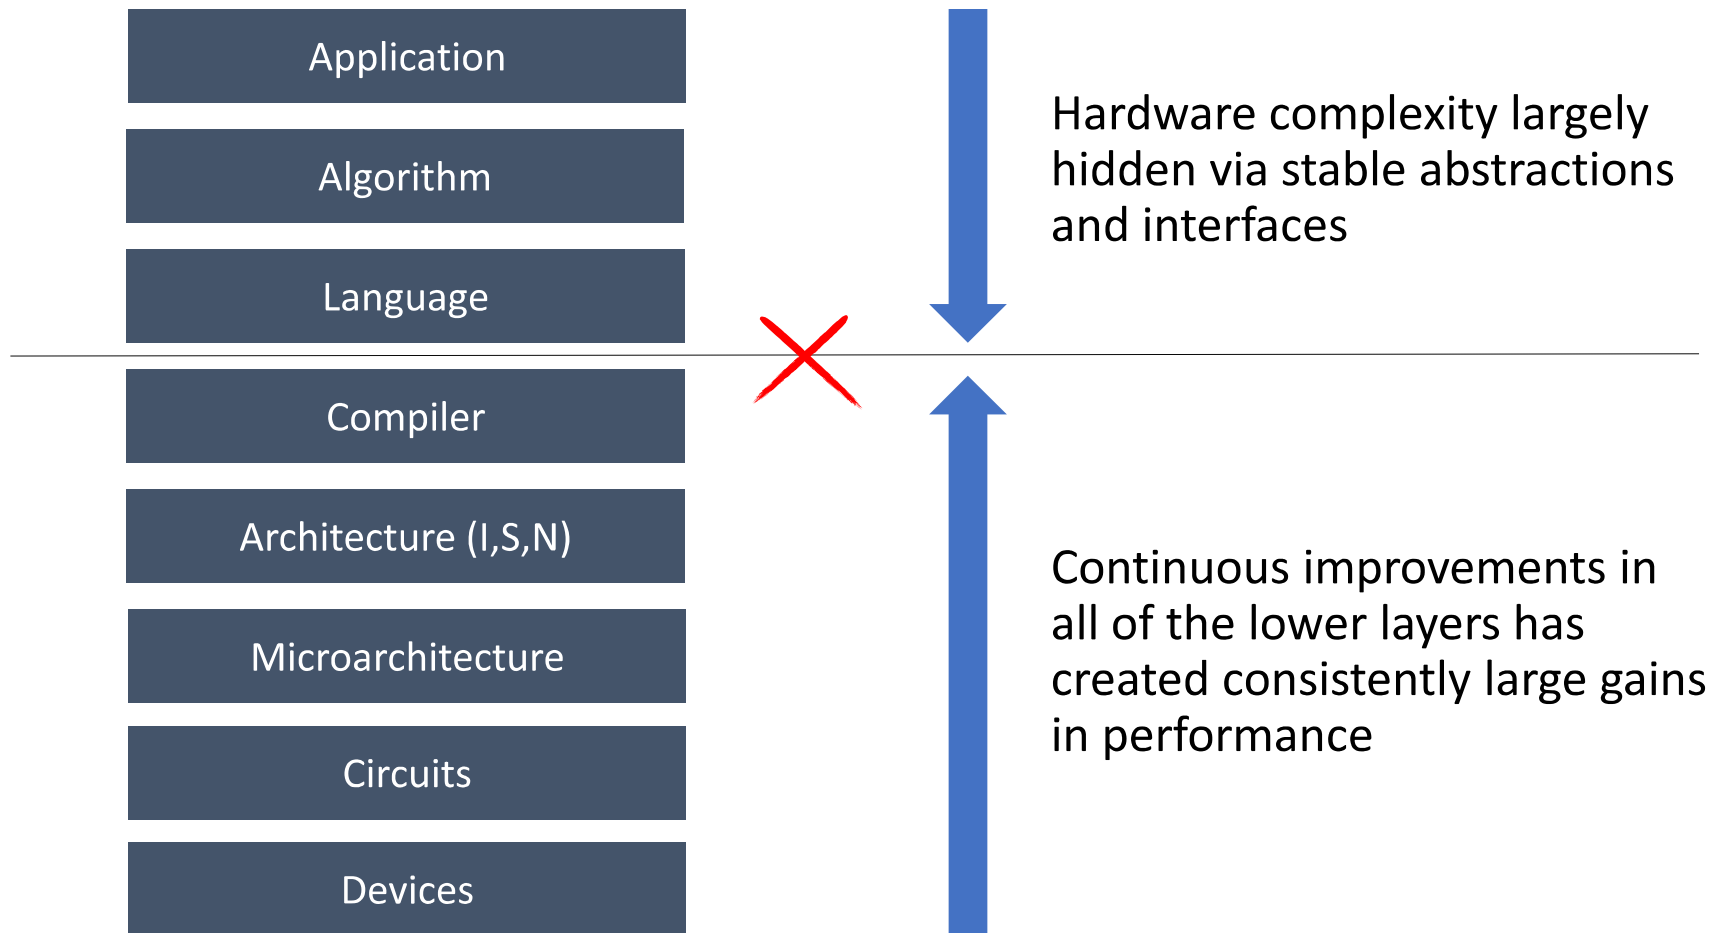 Application
Algorithm
Language
Compiler
Architecture (I,S,N)
Microarchitecture
Circuits
Devices
Hardware complexity largely
hidden via stable abstractions
and interfaces
Continuous improvements in
all of the lower layers has
created consistently large gains
in performance